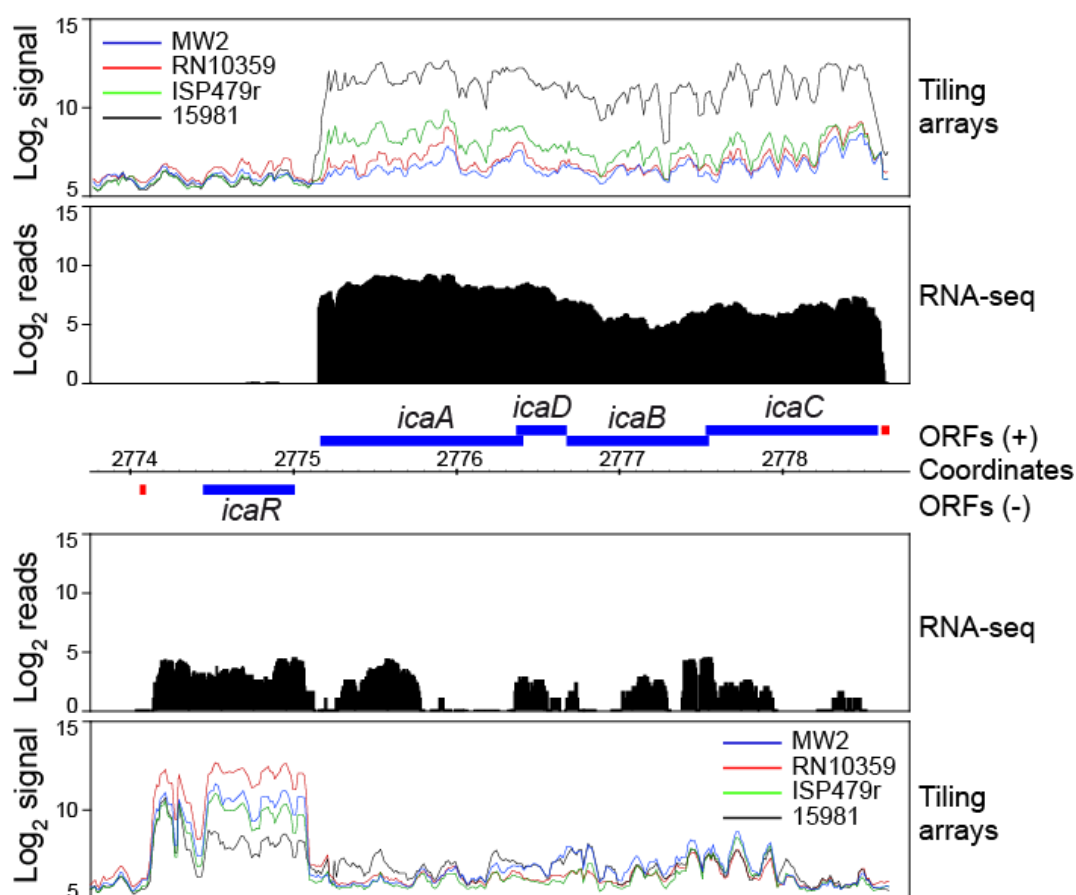 15
Log2 signal
10
5
MW2
RN10359
ISP479r
15981
Tiling
arrays
15
Log2 reads
10
5
0
RNA-seq
icaA
icaD
icaB
icaC
ORFs (+)
2774
2775
2776
2777
2778
Coordinates
icaR
ORFs (-)
15
Log2 reads
10
5
0
RNA-seq
15
Log2 signal
10
5
MW2
RN10359
ISP479r
15981
Tiling
arrays